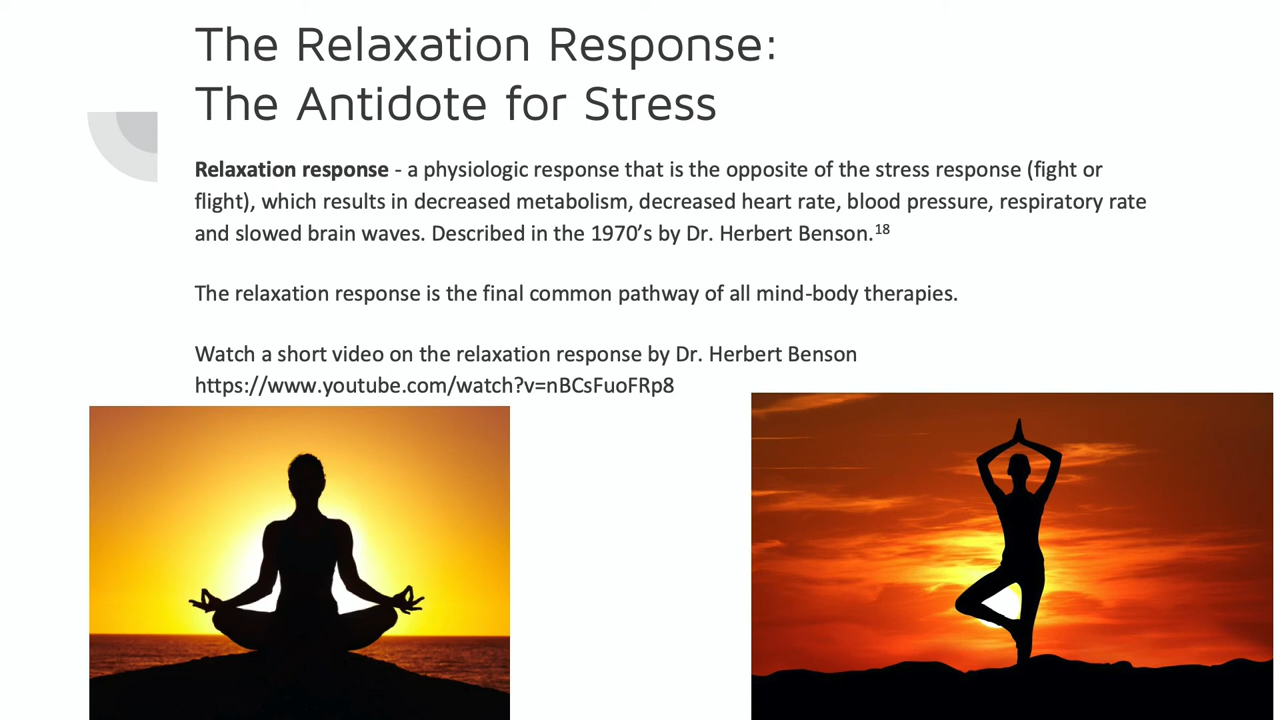 The Relaxation Response:
The Antidote for Stress
Relaxation response - a physiologic response that is the opposite of the stress response (fight or
flight), which results in decreased metabolism, decreased heart rate, blood pressure, respiratory rate
and slowed brain waves. Described in the 1970’s by Dr. Herbert Benson.18
The relaxation response is the final common pathway of all mind-body therapies.
Watch a short video on the relaxation response by Dr. Herbert Benson
https://www.youtube.com/watch?v=nBCsFuoFRp8